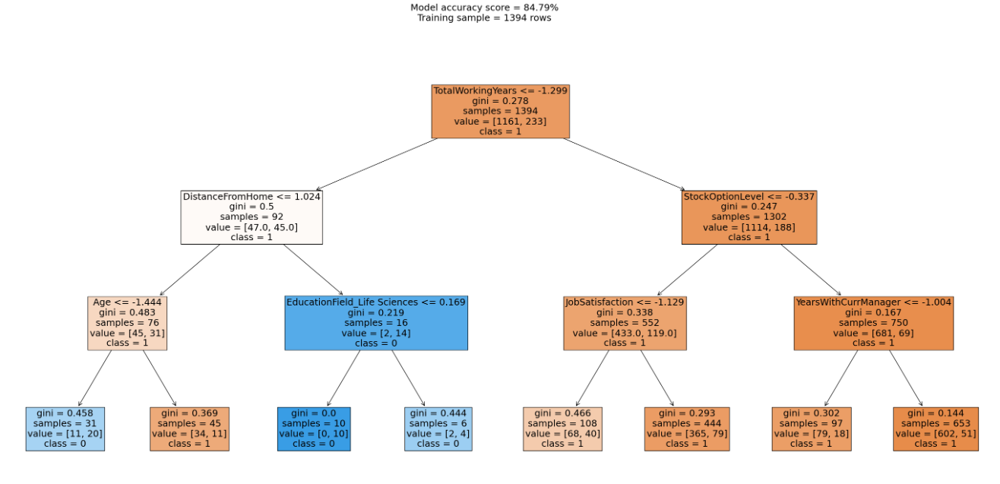 Model accuracy score = 84.79%
Training sample = 1394 rows
TotalWorkingYears <= -1.299
gini = 0.278
samples = 1394
value = [1161, 233]
class = 1
DistanceFromHome <= 1.024
gini = 0.5
samples = 92
value = [47.0, 45.0]
class = 1
StockOptionLevel <= -0.337
gini = 0.247
samples = 1302
value = [1114, 188]
class = 1
Age <= -1.444
gini = 0.483
samples = 76
value = [45, 31]
class = 1
EducationField_Life Sciences <= 0.169
gini = 0.219
samples = 16
value = [2, 14]
class = 0
JobSatisfaction <= -1.129
gini = 0.338
samples = 552
value = [433.0, 119.0]
class = 1
YearsWithCurrManager <= -1.004
gini = 0.167
samples = 750
value = [681, 69]
class = 1
gini = 0.458
samples = 31
value = [11, 20]
class = 0
gini = 0.369
samples = 45
value = [34, 11]
class = 1
gini = 0.0
samples = 10
value = [0, 10]
class = 0
gini = 0.444
samples = 6
value = [2, 4]
class = 0
gini = 0.466
samples = 108
value = [68, 40]
class = 1
gini = 0.293
samples = 444
value = [365, 79]
class = 1
gini = 0.302
samples = 97
value = [79, 18]
class = 1
gini = 0.144
samples = 653
value = [602, 51]
class = 1